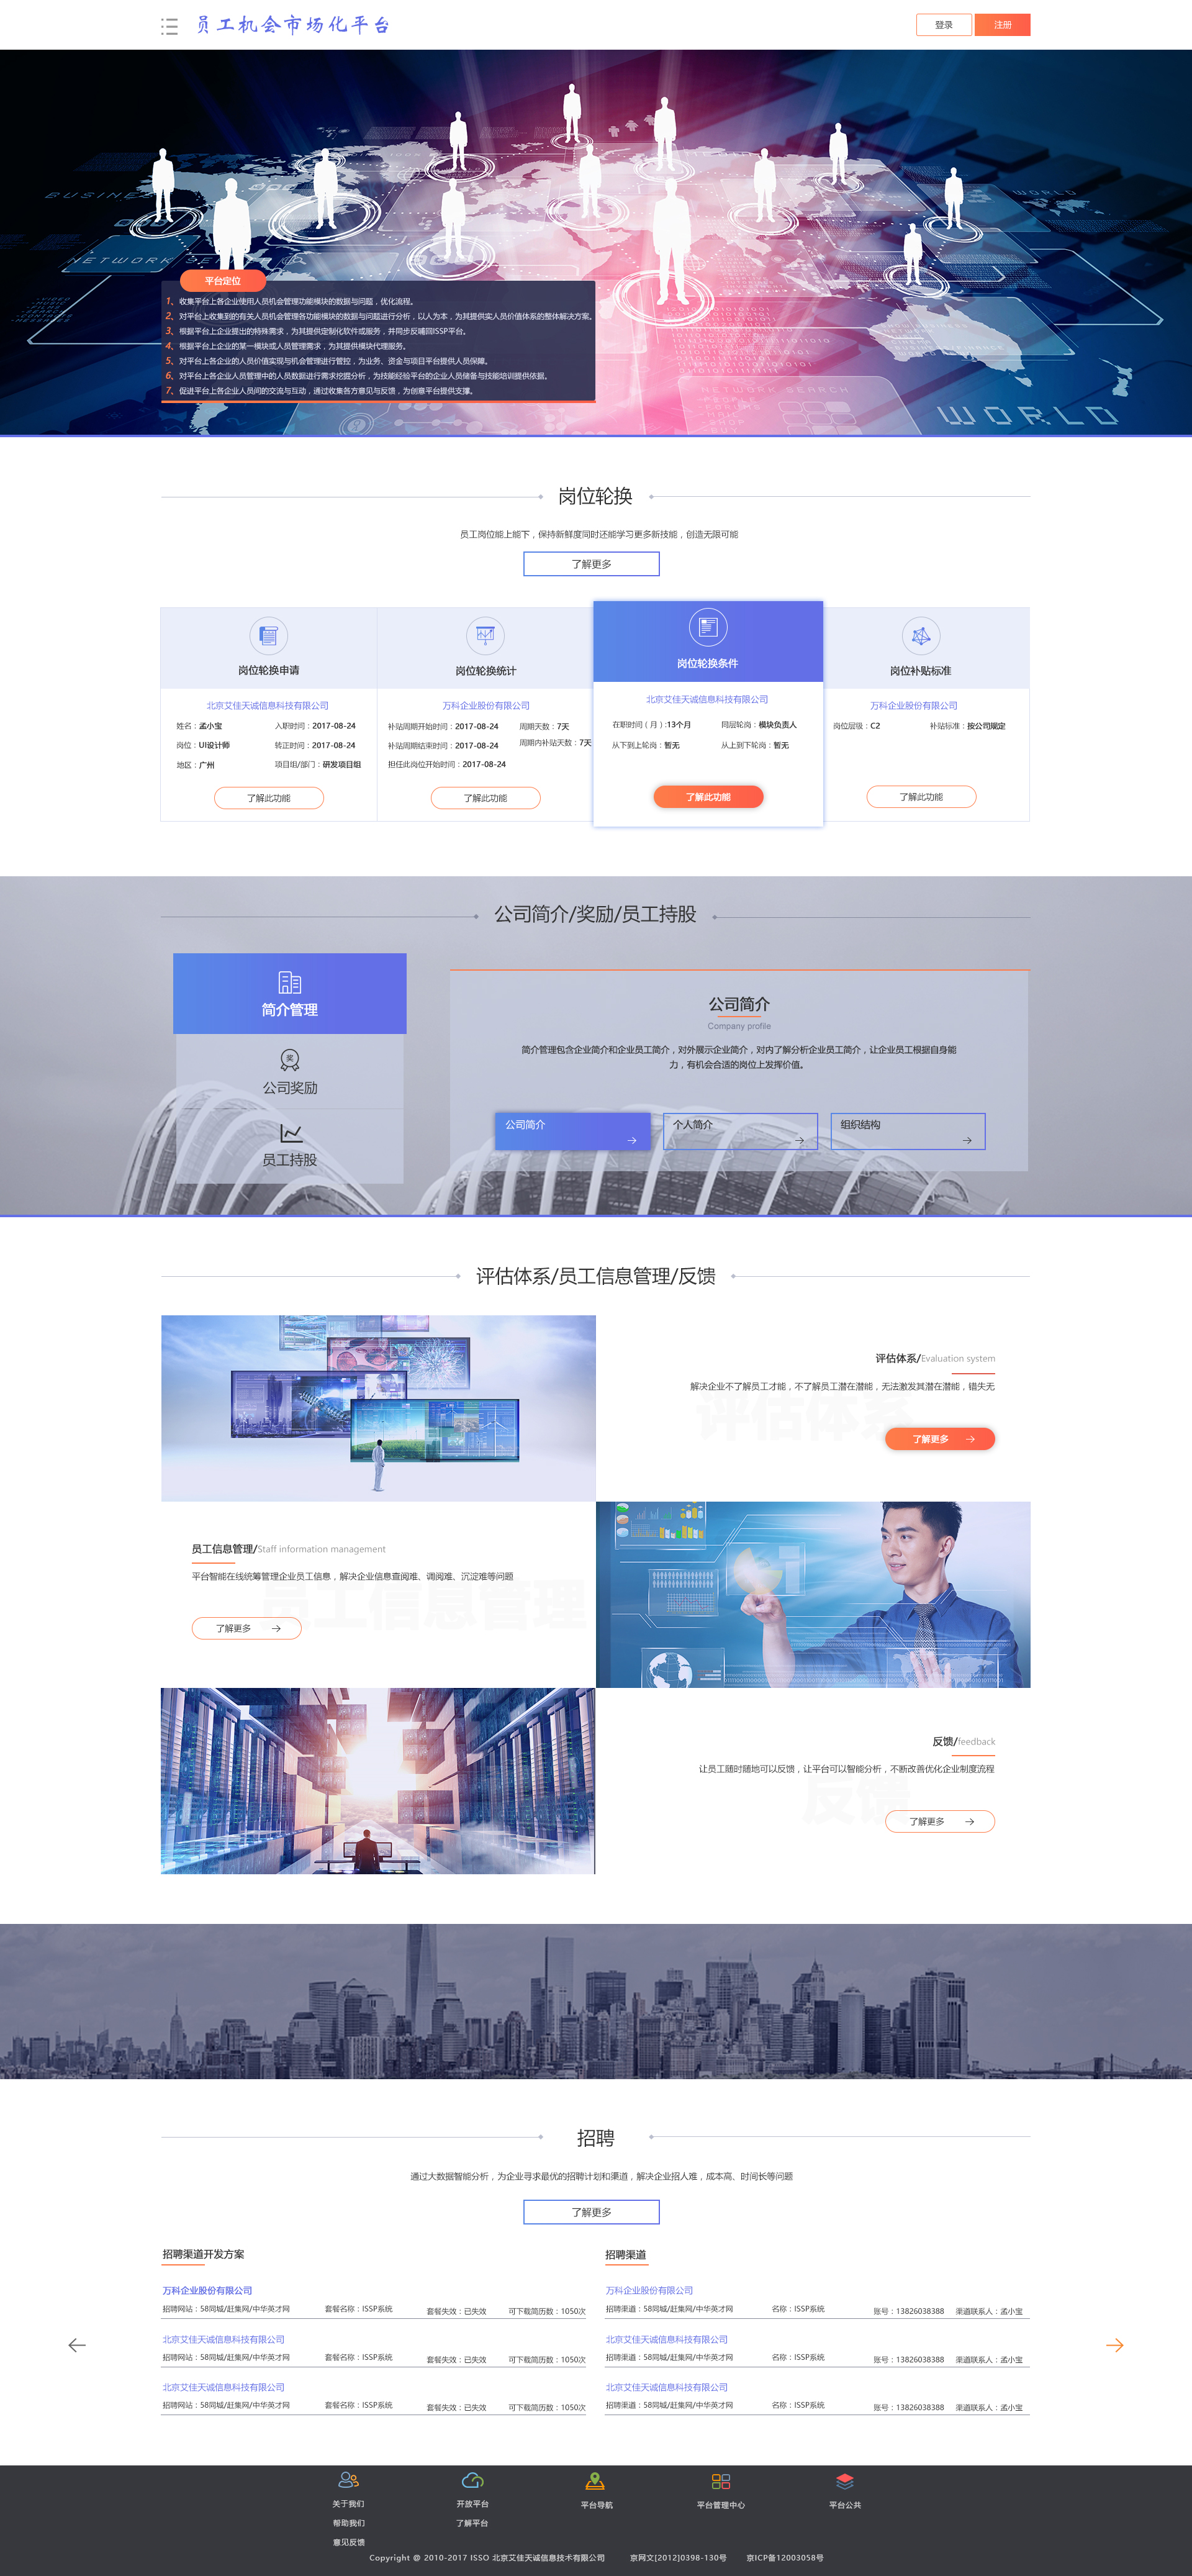 员工机会市场化平台
登录
注册
BUSINESS
NETWORK
WORLD
NETWORK SEARCH
PEOPLE
SHOP
BUY
WORLD
平台定位
1、收集平台上各企业使用人员机会管理功能模块的数据与问题，优化流程。
2、对平台上收集到的有关人员机会管理各功能模块的数据与问题进行分析，以人为本，为其提供实人员价值体系的整体解决方案。
3、根据平台上企业提出的特殊需求，为其提供定制化软件或服务，并同步反哺回ISSP平台。
4、根据平台上企业的某一模块或人员管理需求，为其提供模块代理服务。
5、对平台上各企业的人员价值实现与机会管理进行管控，为业务、资金与项目平台提供人员保障。
6、对平台上各企业人员管理中的人员数据进行需求挖掘分析，为技能经验平台的企业人员储备与技能培训提供依据。
7、促进平台上各企业人员间的交流与互动，通过收集各方意见与反馈，为创意平台提供支撑。
岗位轮换
员工岗位能上能下，保持新鲜度同时还能学习更多新技能，创造无限可能
了解更多
岗位轮换申请
北京艾佳天诚信息科技有限公司
姓名：孟小宝
入职时间：2017-08-24
岗位：UI设计师
转正时间：2017-08-24
地区：广州
项目组/部门：研发项目组
了解此功能
岗位轮换统计
万科企业股份有限公司
补贴周期开始时间：2017-08-24
周期天数：7天
补贴周期结束时间：2017-08-24
周期内补贴天数：7天
担任此岗位开始时间：2017-08-24
了解此功能
岗位轮换条件
北京艾佳天诚信息科技有限公司
在职时间（月）:13个月
同层轮岗：模块负责人
从下到上轮岗：暂无
从上到下轮岗：暂无
了解此功能
岗位补贴标准
万科企业股份有限公司
岗位层级：C2
补贴标准：按公司规定
了解此功能
公司简介/奖励/员工持股
简介管理
奖
公司奖励
员工持股
公司简介
Company profile
简介管理包含企业简介和企业员工简介，对外展示企业简介，对内了解分析企业员工简介，让企业员工根据自身能
力，有机会合适的岗位上发挥价值。
公司简介
个人简介
组织结构
评估体系/员工信息管理/反馈
评估体系/Evaluation system
解决企业不了解员工才能，不了解员工潜在潜能，无法激发其潜在潜能，错失无
评估体系
了解更多
员工信息管理/Staff information management
平台智能在线统筹管理企业员工信息，解决企业信息查阅难、调阅难、沉淀难等问题
员工信息管理
了解更多
反馈/feedback
让员工随时随地可以反馈，让平台可以智能分析，不断改善优化企业制度流程
反馈
了解更多
招聘
通过大数据智能分析，为企业寻求最优的招聘计划和渠道，解决企业招人难，成本高、时间长等问题
了解更多
招聘渠道开发方案
万科企业股份有限公司
招聘网站：58同城/赶集网/中华英才网 套餐名称：ISSP系统 套餐失效：已失效 可下载简历数：1050次
北京艾佳天诚信息科技有限公司
招聘网站：58同城/赶集网/中华英才网 套餐名称：ISSP系统 套餐失效：已失效 可下载简历数：1050次
北京艾佳天诚信息科技有限公司
招聘网站：58同城/赶集网/中华英才网 套餐名称：ISSP系统 套餐失效：已失效 可下载简历数：1050次
招聘渠道
万科企业股份有限公司
招聘渠道：58同城/赶集网/中华英才网 名称：ISSP系统 账号：13826038388 渠道联系人：孟小宝
北京艾佳天诚信息科技有限公司
招聘渠道：58同城/赶集网/中华英才网 名称：ISSP系统 账号：13826038388 渠道联系人：孟小宝
北京艾佳天诚信息科技有限公司
招聘渠道：58同城/赶集网/中华英才网 名称：ISSP系统 账号：13826038388 渠道联系人：孟小宝
关于我们
帮助我们
意见反馈
开放平台
了解平台
平台导航
平台管理中心
平台公共
Copyright @ 2010-2017 ISSO 北京艾佳天诚信息技术有限公司 京网文[2012]0398-130号 京ICP备12003058号